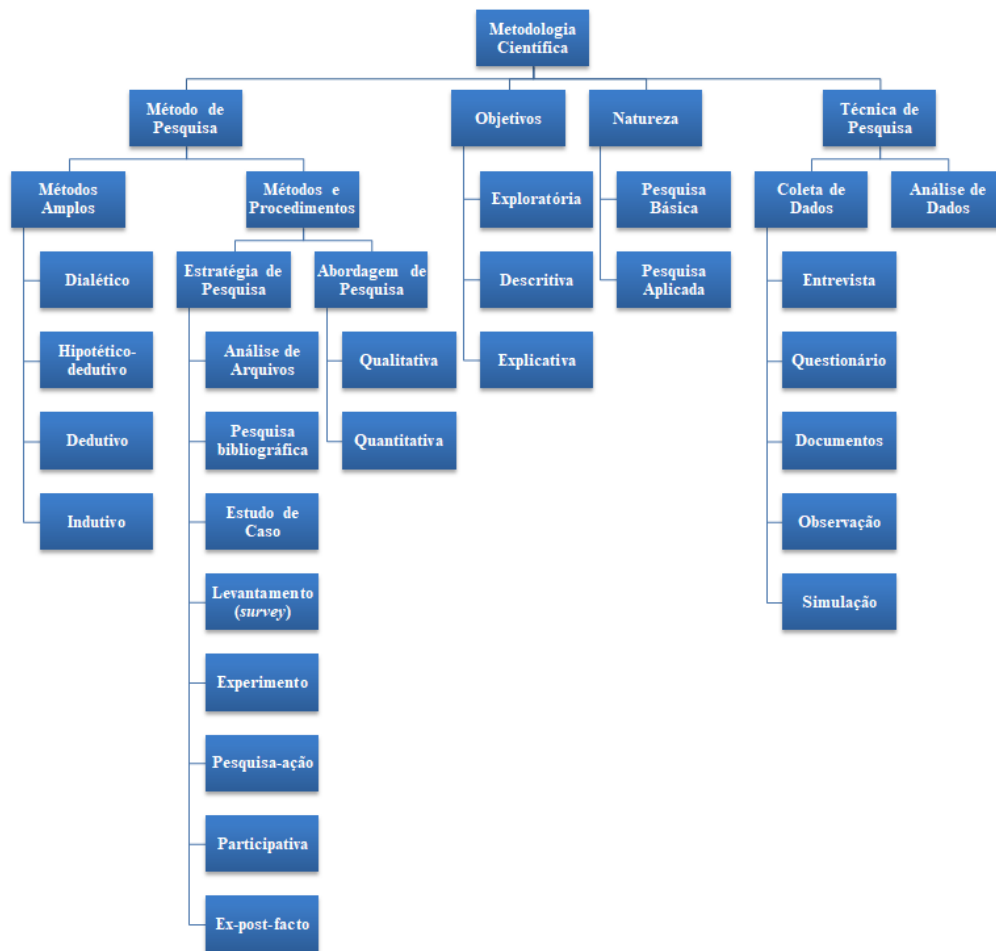 Metodologia
Científica
Método de
Pesquisa
Objetivos
Natureza
Técnica de
Pesquisa
Métodos
Amplos
Métodos e
Procedimentos
Exploratória
Pesquisa
Básica
Coleta de
Dados
Análise de
Dados
Dialético
Estratégia de
Pesquisa
Abordagem de
Pesquisa
Descritiva
Pesquisa
Aplicada
Entrevista
Hipotético-
dedutivo
Análise de
Arquivos
Qualitativa
Explicativa
Questionário
Dedutivo
Pesquisa
bibliográfica
Quantitativa
Documentos
Indutivo
Estudo de
Caso
Observação
Levantamento
(survey)
Simulação
Experimento
Pesquisa-ação
Participativa
Ex-post-facto